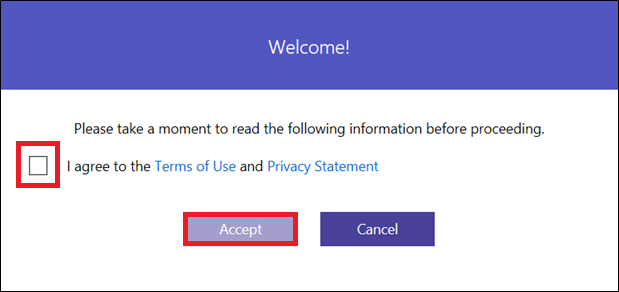 Welcome!
Please take a moment to read the following information before proceeding.
I agree to the Terms of Use and Privacy Statement
Accept
Cancel